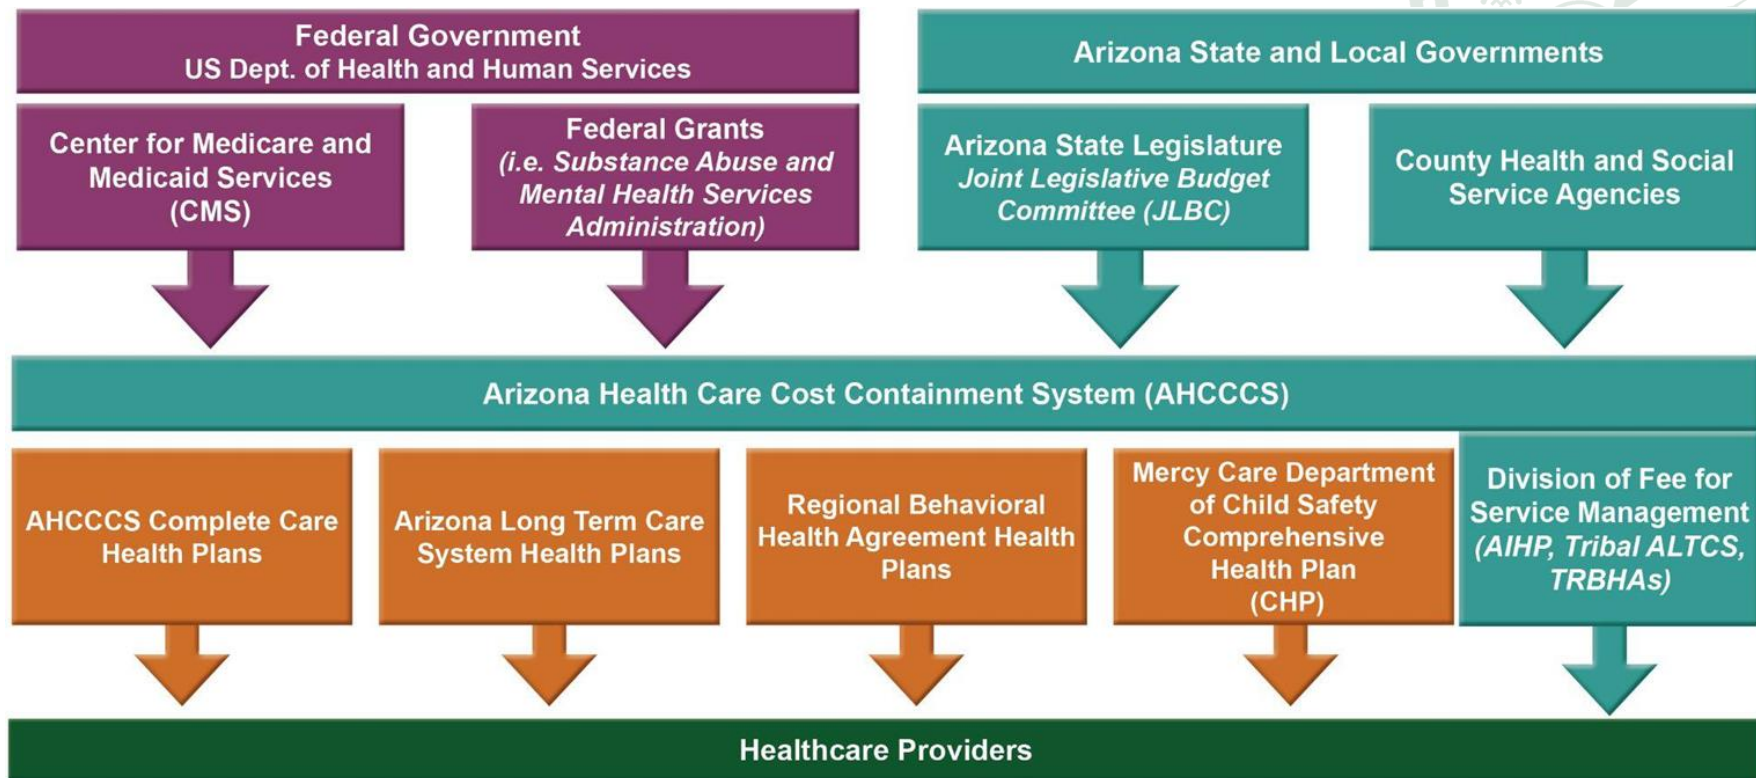 Federal Government
US Dept. of Health and Human Services
Arizona State and Local Governments
Center for Medicare and
Medicaid Services
(CMS)
Federal Grants
(i.e. Substance Abuse and
Mental Health Services
Administration)
Arizona State Legislature
Joint Legislative Budget
Committee (JLBC)
County Health and Social
Service Agencies
Arizona Health Care Cost Containment System (AHCCCS)
AHCCCS Complete Care
Health Plans
Arizona Long Term Care
System Health Plans
Regional Behavioral
Health Agreement Health
Plans
Mercy Care Department
of Child Safety
Comprehensive
Health Plan
(CHP)
Division of Fee for
Service Management
(AIHP, Tribal ALTCS,
TRBHAs)
Healthcare Providers